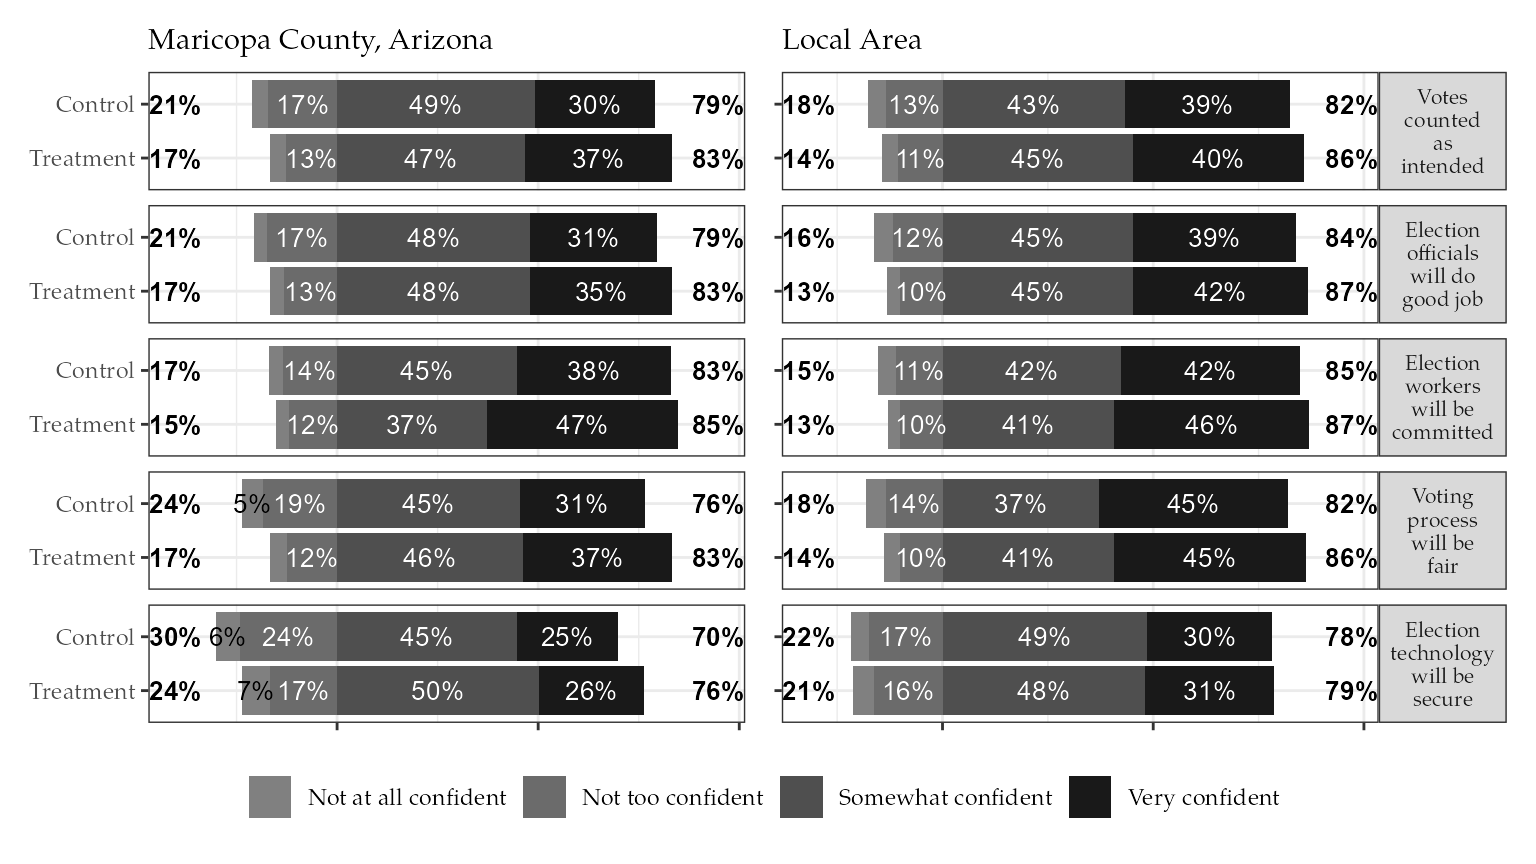 Maricopa County, Arizona
Local Area
Control 21% 17% 49% 30% 79% 18% 13% 43% 39% 82%
Treatment 17% 13% 47% 37% 83% 14% 11% 45% 40% 86%
Votes
counted
as
intended
Control 21% 17% 48% 31% 79% 16% 12% 45% 39% 84%
Treatment 17% 13% 48% 35% 83% 13% 10% 45% 42% 87%
Election
officials
will do
good job
Control 17% 14% 45% 38% 83% 15% 11% 42% 42% 85%
Treatment 15% 12% 37% 47% 85% 13% 10% 41% 46% 87%
Election
workers
will be
committed
Control 24% 5% 19% 45% 31% 76% 18% 14% 37% 45% 82%
Treatment 17% 12% 46% 37% 83% 14% 10% 41% 45% 86%
Voting
process
will be
fair
Control 30% 6% 24% 45% 25% 70% 22% 17% 49% 30% 78%
Treatment 24% 7% 17% 50% 26% 76% 21% 16% 48% 31% 79%
Election
technology
will be
secure
Not at all confident Not too confident Somewhat confident Very confident